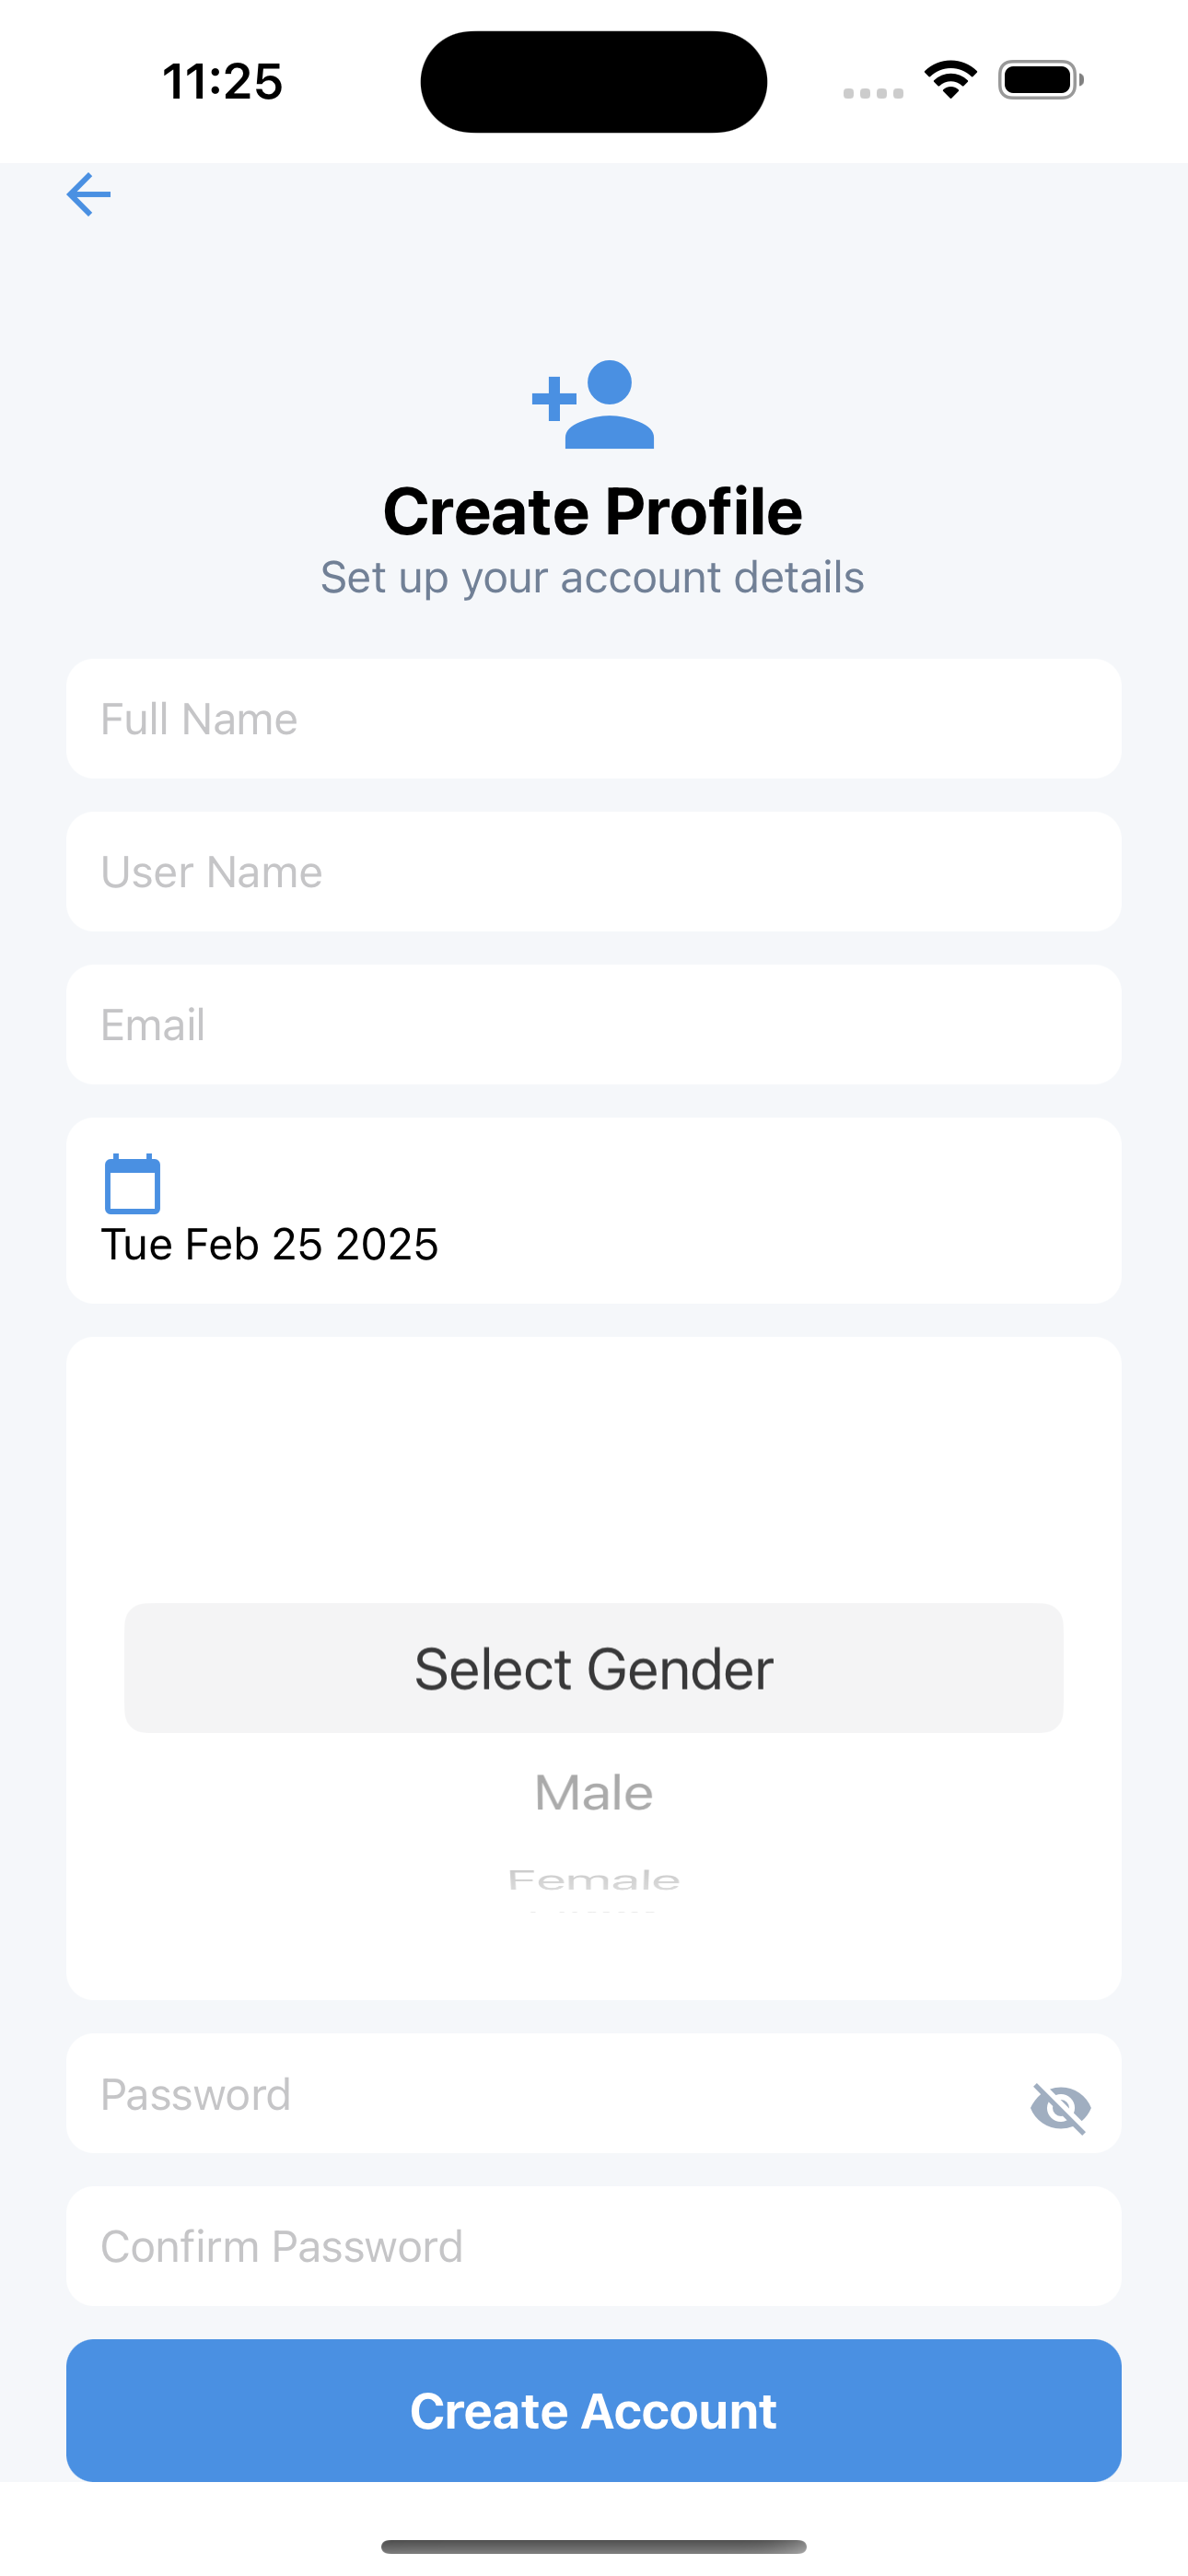 11:25
Create Profile
Set up your account details
Full Name
User Name
Email
Tue Feb 25 2025
Select Gender
Male
Female
Password
Confirm Password
Create Account